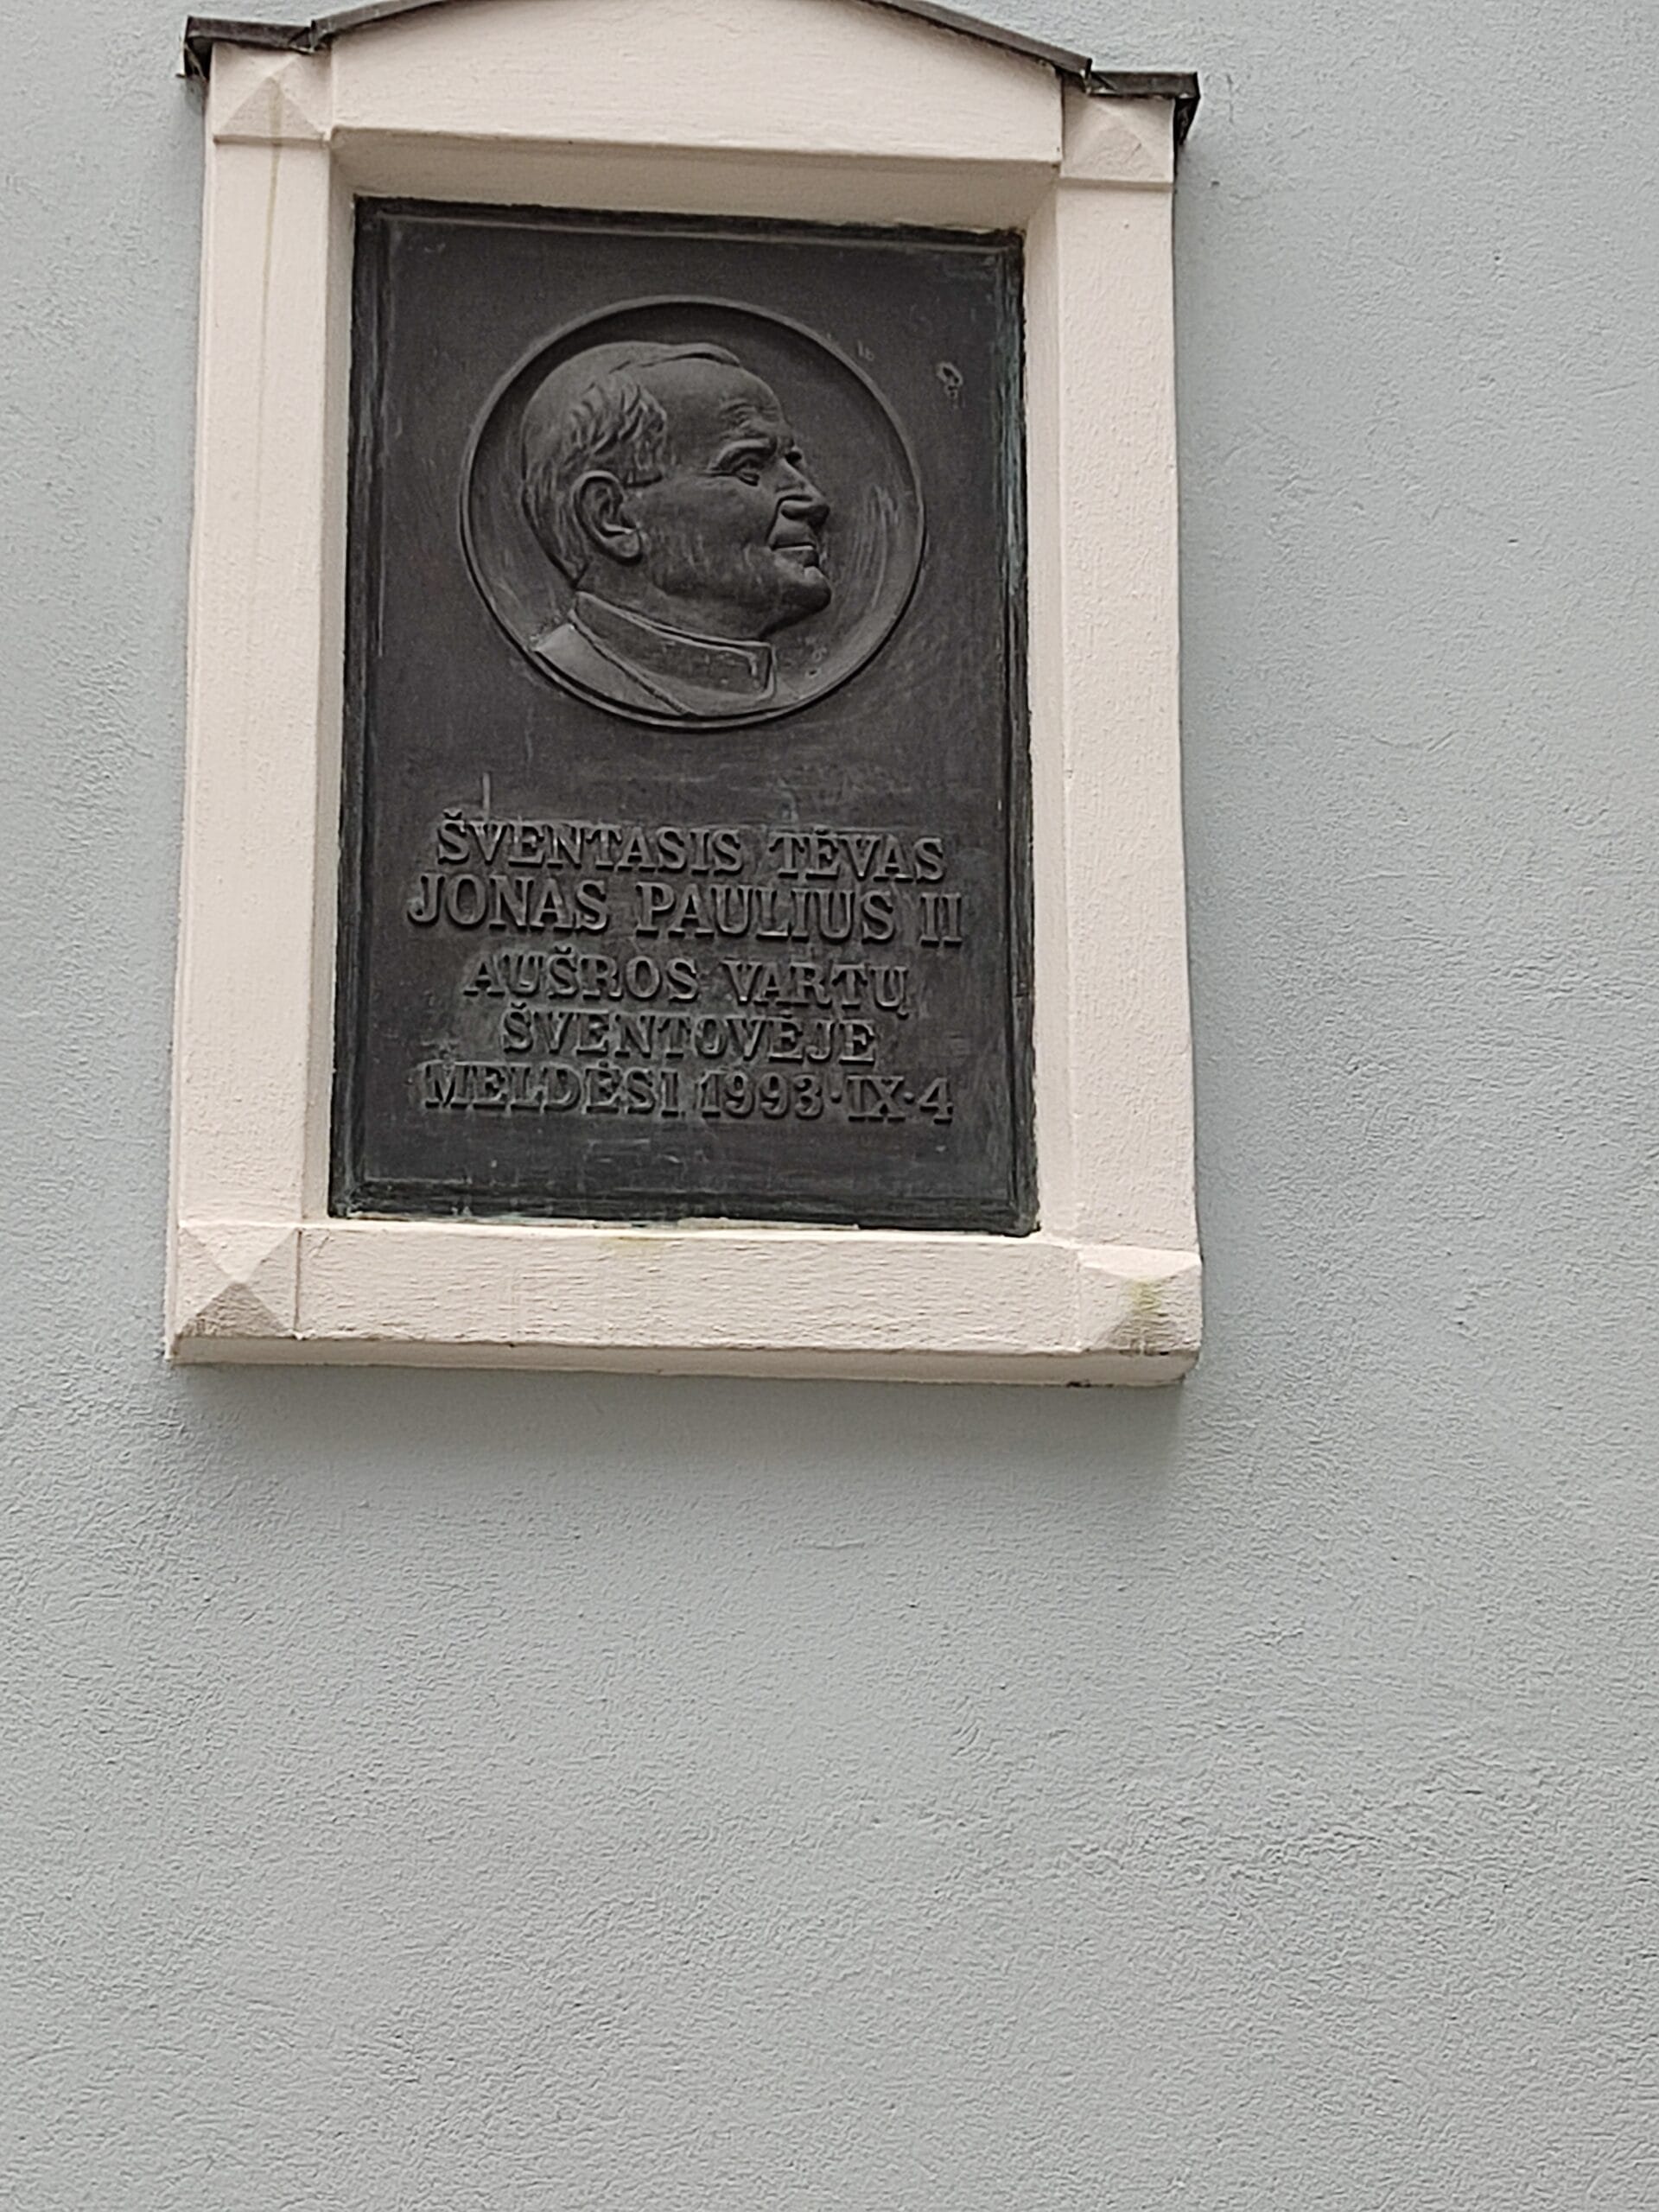 ŠVENTASIS TĖVAS
JONAS PAULIUS II
AUŠROS VARTŲ
ŠVENTOVĖJE
MELDĖSI 1993·IX·4